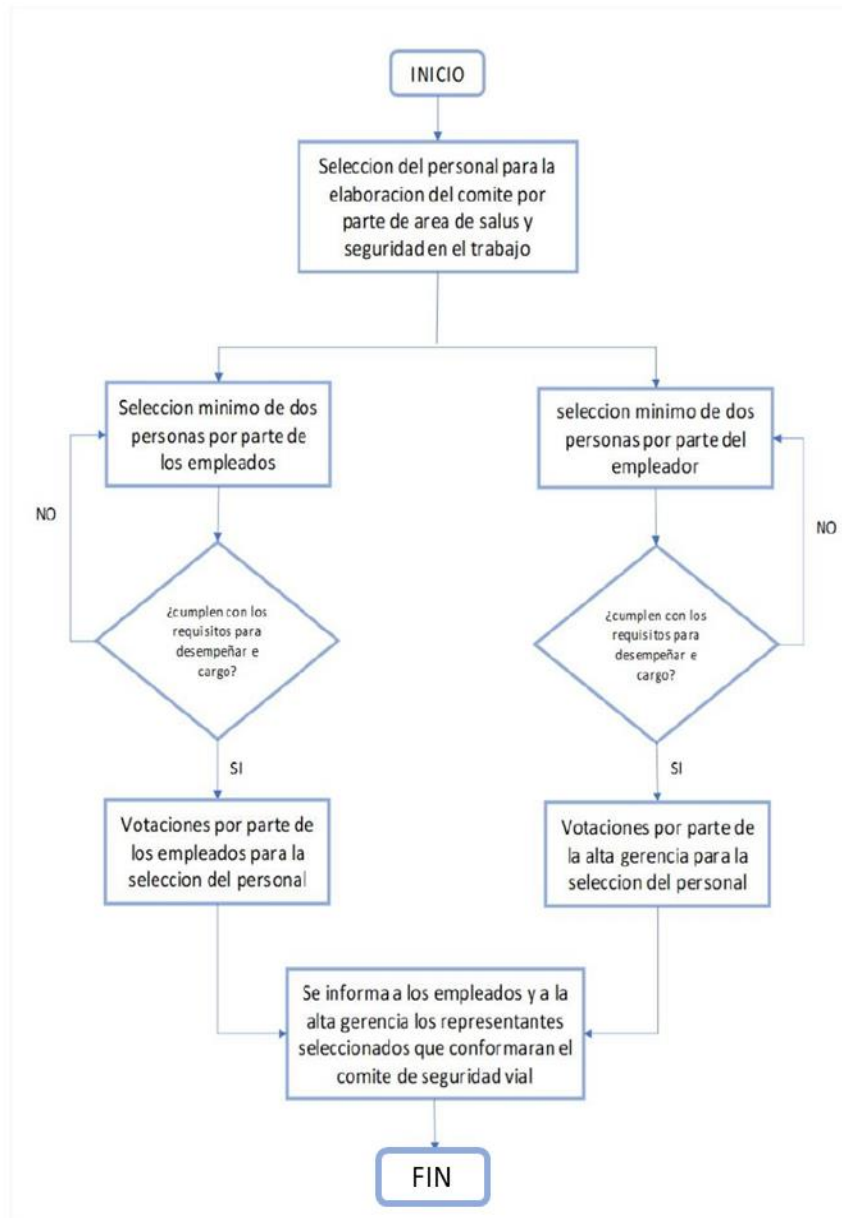 INICIO
Seleccion del personal para la
elaboracion del comite por
parte de area de salus y
seguridad en el trabajo
Seleccion minimo de dos
personas por parte de
los empleados
seleccion minimo de dos
personas por parte del
empleador
NO
NO
¿cumplen con los
requisitos para
desempeñar e
cargo?
¿cumplen con los
requisitos para
desempeñar e
cargo?
SI
SI
Votaciones por parte de
los empleados para la
seleccion del personal
Votaciones por parte de
la alta gerencia para la
seleccion del personal
Se informa a los empleados y a la
alta gerencia los representantes
seleccionados que conformaran el
comite de seguridad vial
FIN